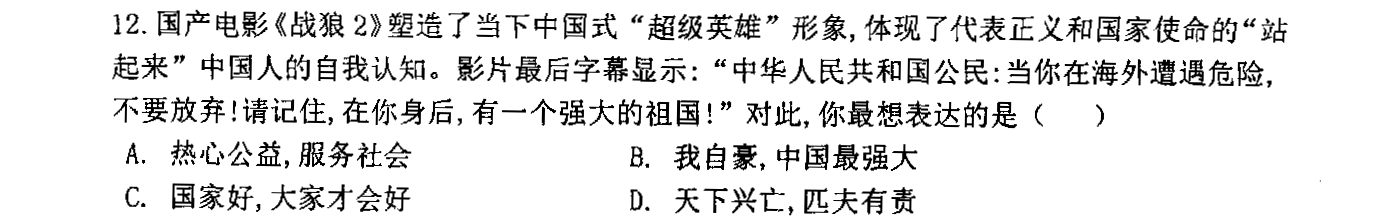 12.国产电影《战狼2》塑造了当下中国式“超级英雄”形象,体现了代表正义和国家使命的“站
起来”中国人的自我认知。影片最后字幕显示:“中华人民共和国公民:当你在海外遭遇危险,
不要放弃!请记住,在你身后,有一个强大的祖国!”对此,你最想表达的是( )
A. 热心公益,服务社会 B. 我自豪,中国最强大
C. 国家好,大家才会好 D. 天下兴亡,匹夫有责